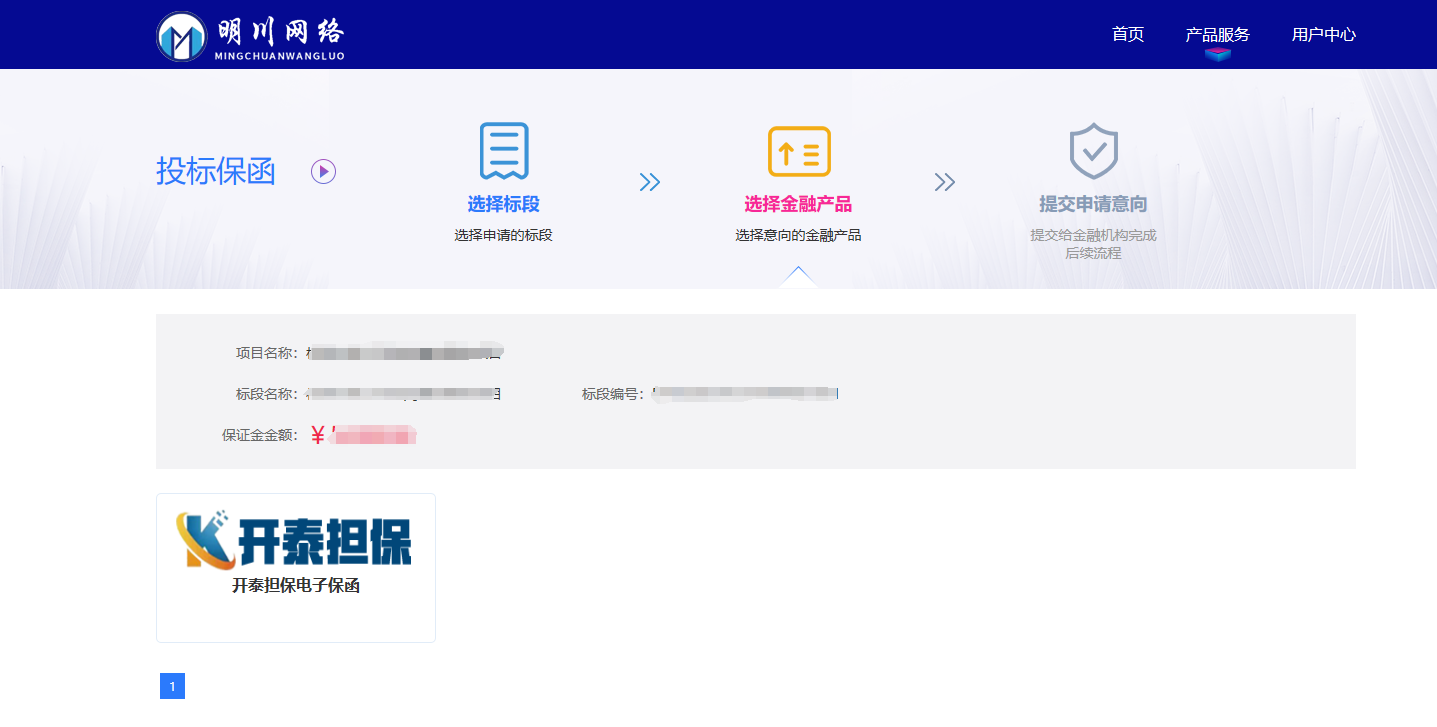 明川网络
MINGCHUANWANGLUO
首页
产品服务
用户中心
投标保函
选择标段
选择申请的标段
选择金融产品
选择意向的金融产品
提交申请意向
提交给金融机构完成
后续流程
项目名称：
标段名称：
标段编号：
保证金金额：
￥
开泰担保
开泰担保电子保函
1